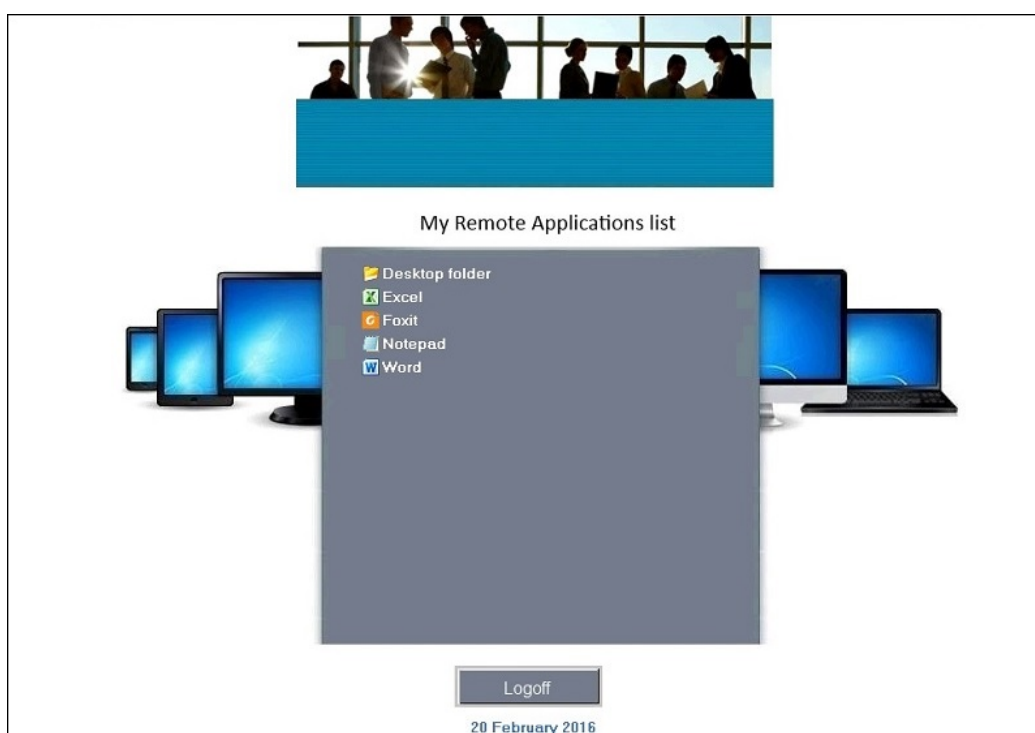 My Remote Applications list
Desktop folder
Excel
Foxit
Notepad
Word
Logoff
20 February 2016